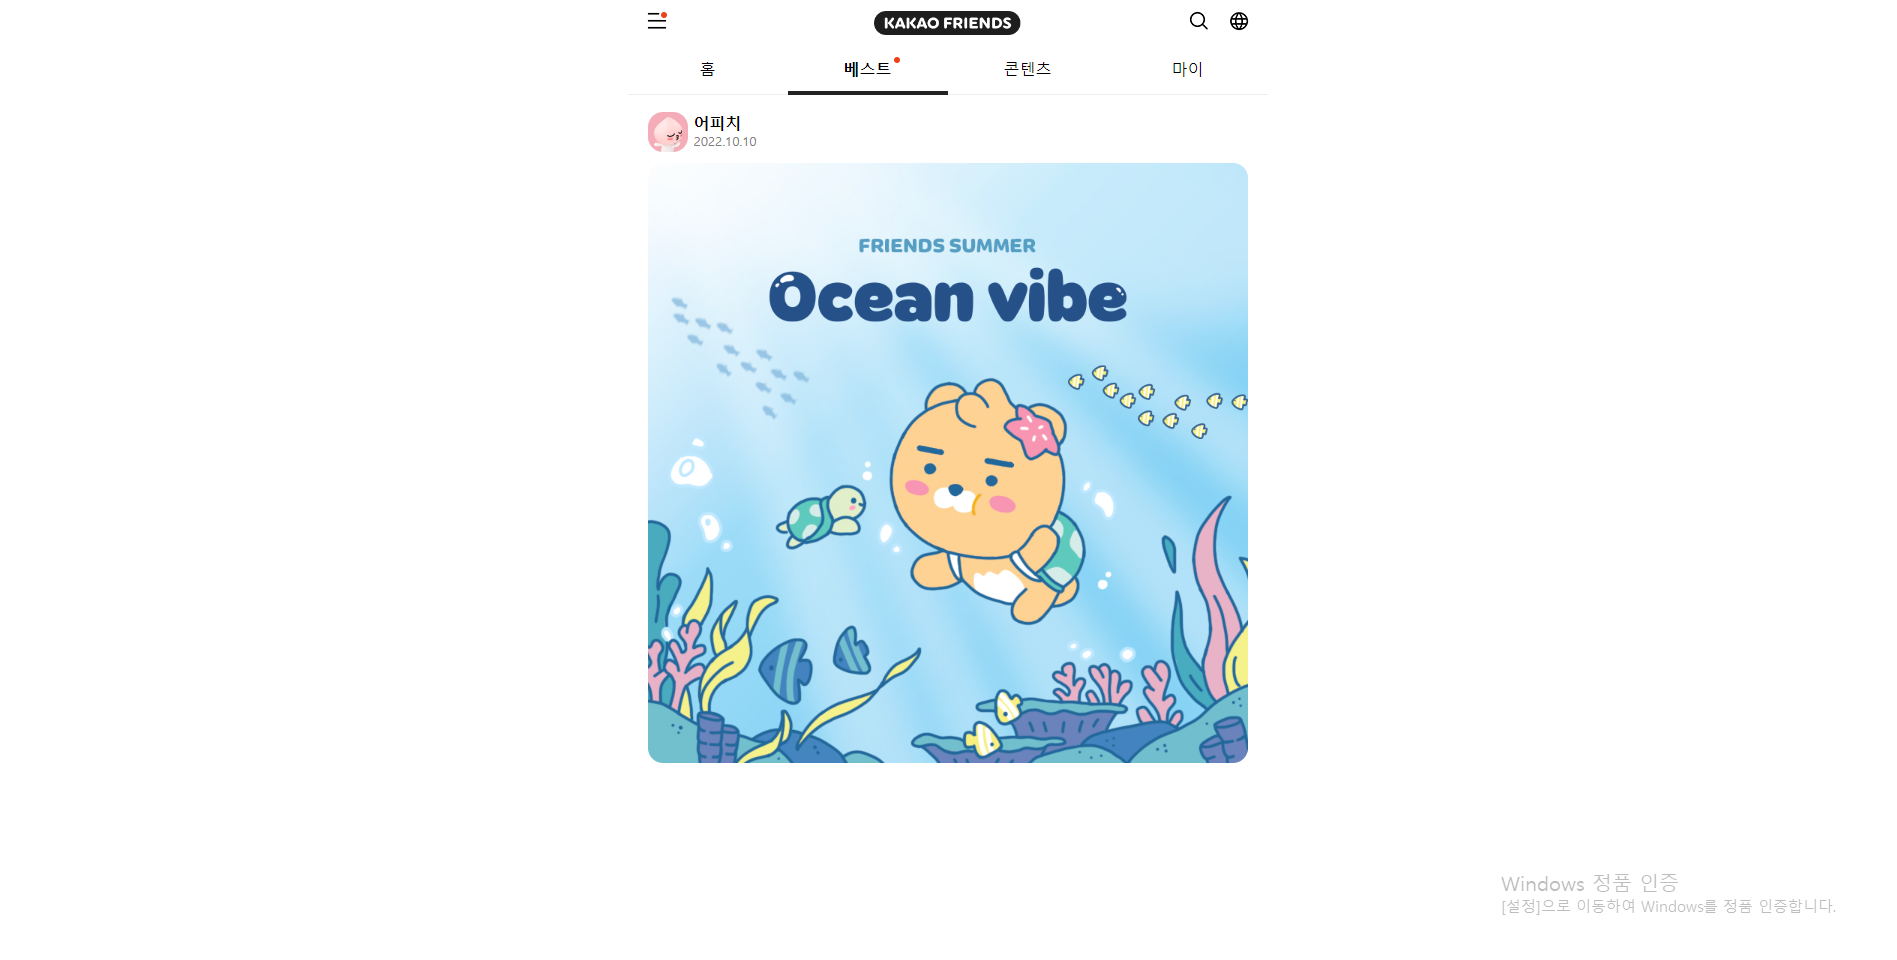 KAKAO FRIENDS
홈
베스트
콘텐츠
마이
어피치
2022.10.10
FRIENDS SUMMER
Ocean vibe
Windows 정품 인증
[설정]으로 이동하여 Windows를 정품 인증합니다.